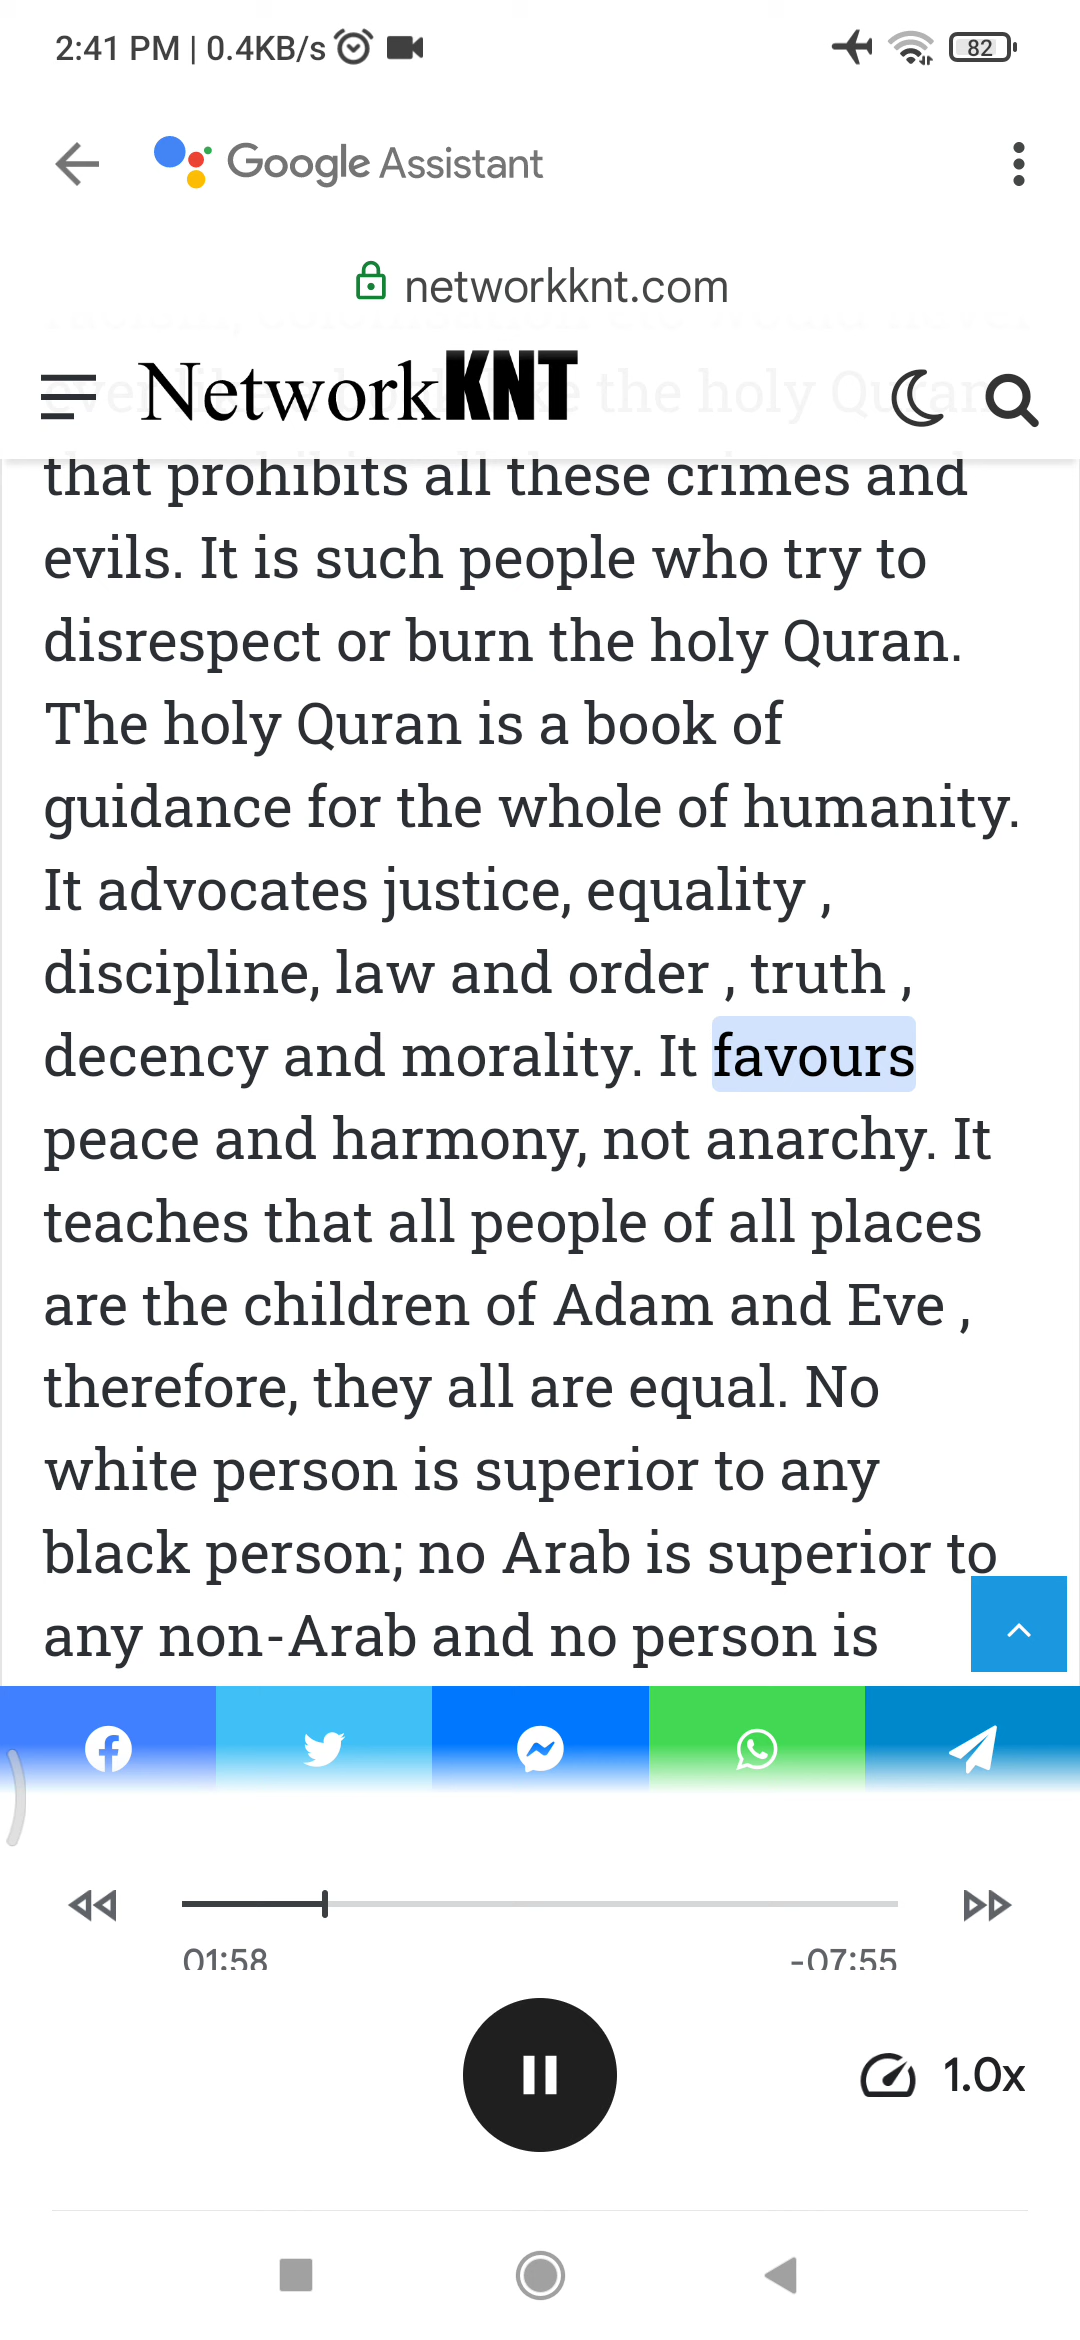 2:41 PM | 0.4KB/s 82
Google Assistant
networkknt.com
NetworkKNT
the holy Quran
that prohibits all these crimes and
evils. It is such people who try to
disrespect or burn the holy Quran.
The holy Quran is a book of
guidance for the whole of humanity.
It advocates justice, equality ,
discipline, law and order , truth ,
decency and morality. It favours
peace and harmony, not anarchy. It
teaches that all people of all places
are the children of Adam and Eve ,
therefore, they all are equal. No
white person is superior to any
black person; no Arab is superior to
any non-Arab and no person is
01:58 -07:55
1.0x